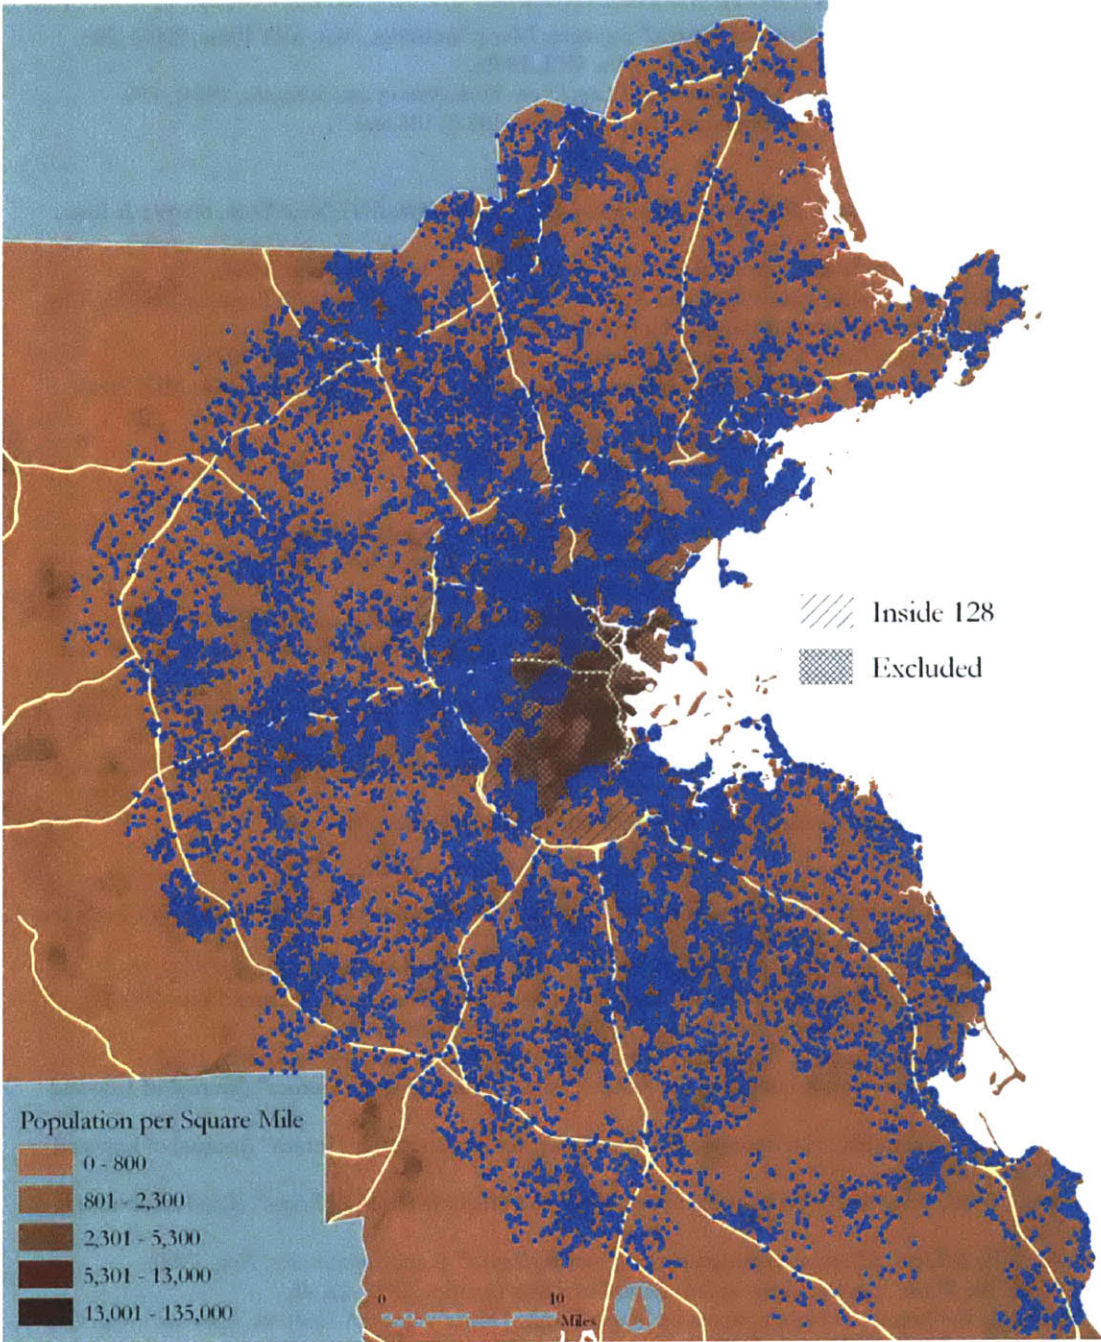 Inside 128
Excluded
Population per Square Mile
0 - 800
801 - 2,300
2,301 - 5,300
5,301 - 13,000
13,001 - 135,000
0 10
Miles